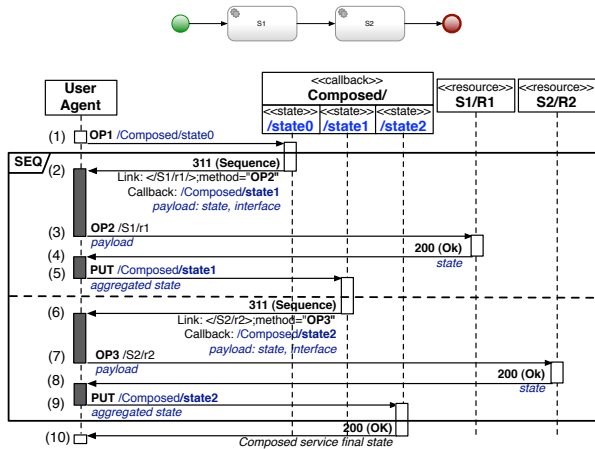 S1
S2
<<callback>>
Composed/
User
Agent
<<resource>>
S1/R1
<<resource>>
S2/R2
<<state>>
/state0
<<state>>
/state1
<<state>>
/state2
(1)
OP1 /Composed/state0
SEQ
311 (Sequence)
(2)
Link: </S1/r1/>;method="OP2"
Callback: /Composed/state1
payload: state, interface
(3)
OP2 /S1/r1
payload
200 (Ok)
(4)
state
(5)
PUT /Composed/state1
aggregated state
311 (Sequence)
(6)
Link: </S2/r2>;method="OP3"
Callback: /Composed/state2
payload: state, interface
(7)
OP3 /S2/r2
payload
200 (Ok)
(8)
state
(9)
PUT /Composed/state2
aggregated state
200 (OK)
(10)
Composed service final state